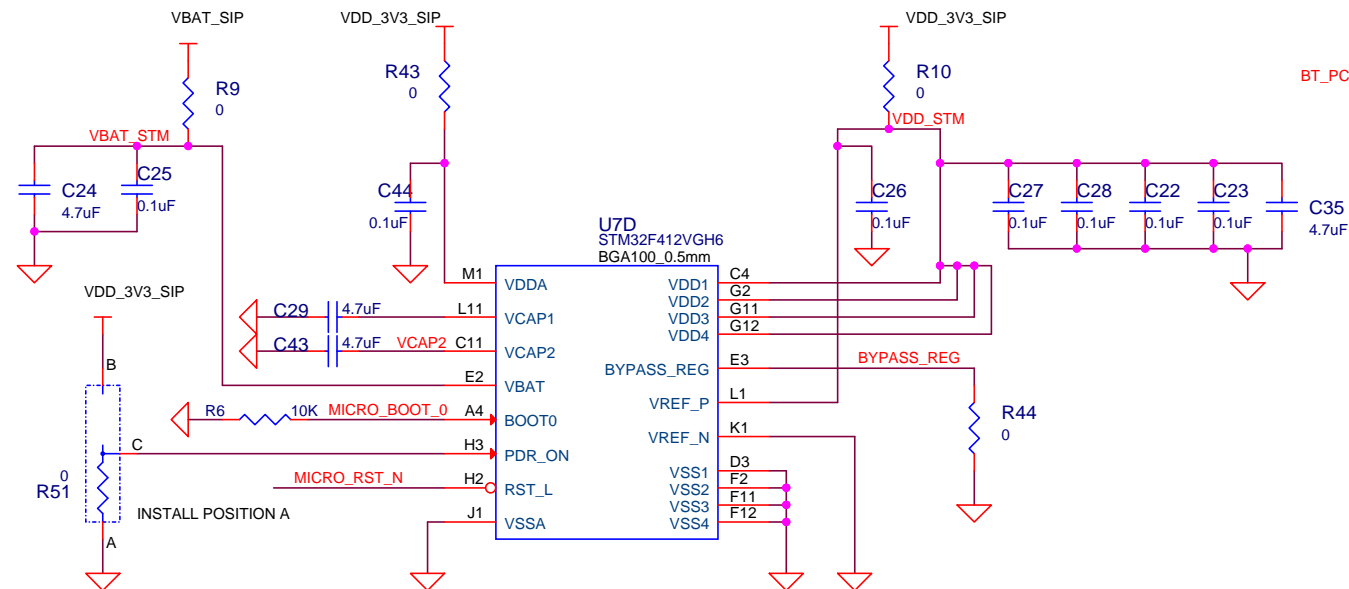 VBAT_SIP
VDD_3V3_SIP
VDD_3V3_SIP
R9
0
R43
0
R10
0
BT_PC
VBAT_STM
VDD_STM
C24
4.7uF
C25
0.1uF
C44
0.1uF
C26
0.1uF
C27
0.1uF
C28
0.1uF
C22
0.1uF
C23
0.1uF
C35
4.7uF
U7D
STM32F412VGH6
BGA100_0.5mm
VDD_3V3_SIP
M1
VDDA
C29
4.7uF
L11
VCAP1
C43
4.7uF
VCAP2
C11
VCAP2
E2
VBAT
R6
10K
MICRO_BOOT_0
A4
BOOT0
H3
PDR_ON
MICRO_RST_N
H2
RST_L
J1
VSSA
VDD1
C4
VDD2
G2
VDD3
G11
VDD4
G12
BYPASS_REG
E3
BYPASS_REG
VREF_P
L1
VREF_N
K1
R44
0
VSS1
D3
VSS2
F2
VSS3
F11
VSS4
F12
B
C
0
R51
INSTALL POSITION A
A